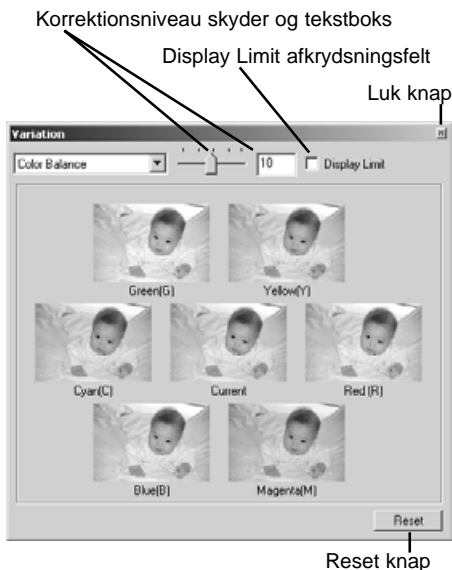 Korrektionsniveau skyder og tekstboks
Display Limit afkrydsningsfelt
Luk knap
Variation
Color Balance 10 Display Limit
Green(G) Yellow(Y)
Cyan(C) Current Red (R)
Blue(B) Magenta(M)
Reset
Reset knap